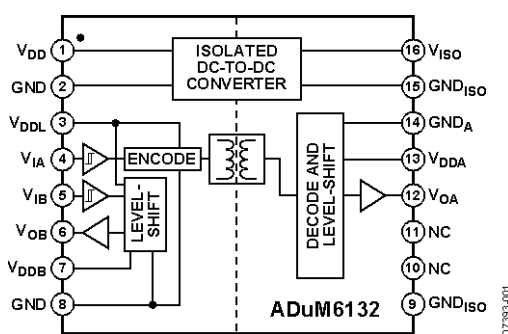 VDD 1
GND 2
VDDL 3
VIA 4
VIB 5
VOB 6
VDDB 7
GND 8
ISOLATED
DC-TO-DC
CONVERTER
ENCODE
LEVEL-
SHIFT
DECODE AND
LEVEL-SHIFT
16 VISO
15 GNDISO
14 GNDA
13 VDDA
12 VOA
11 NC
10 NC
9 GNDISO
ADuM6132
07393-001